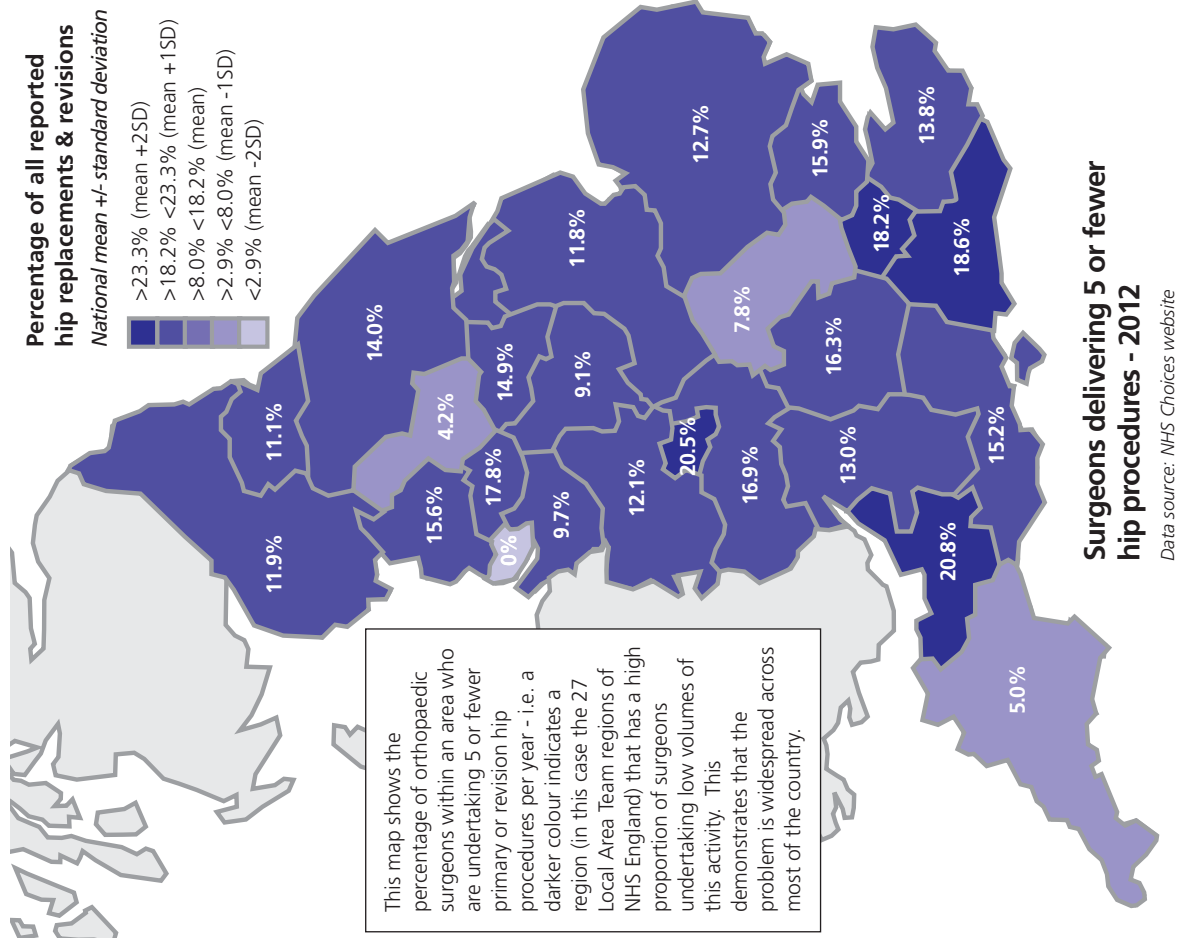 Percentage of all reported
hip replacements & revisions
National mean +/- standard deviation
>23.3% (mean +2SD)
>18.2% <23.3% (mean +1SD)
>8.0% <18.2% (mean)
>2.9% <8.0% (mean -1SD)
<2.9% (mean -2SD)
11.9%
11.1%
14.0%
4.2%
15.6%
17.8%
0%
14.9%
11.8%
9.7%
9.1%
12.1%
20.5%
12.7%
16.9%
7.8%
15.9%
13.0%
16.3%
18.2%
13.8%
20.8%
15.2%
18.6%
5.0%
This map shows the
percentage of orthopaedic
surgeons within an area who
are undertaking 5 or fewer
primary or revision hip
procedures per year - i.e. a
darker colour indicates a
region (in this case the 27
Local Area Team regions of
NHS England) that has a high
proportion of surgeons
undertaking low volumes of
this activity.  This
demonstrates that the
problem is widespread across
most of the country.
Surgeons delivering 5 or fewer
hip procedures - 2012
Data source: NHS Choices website